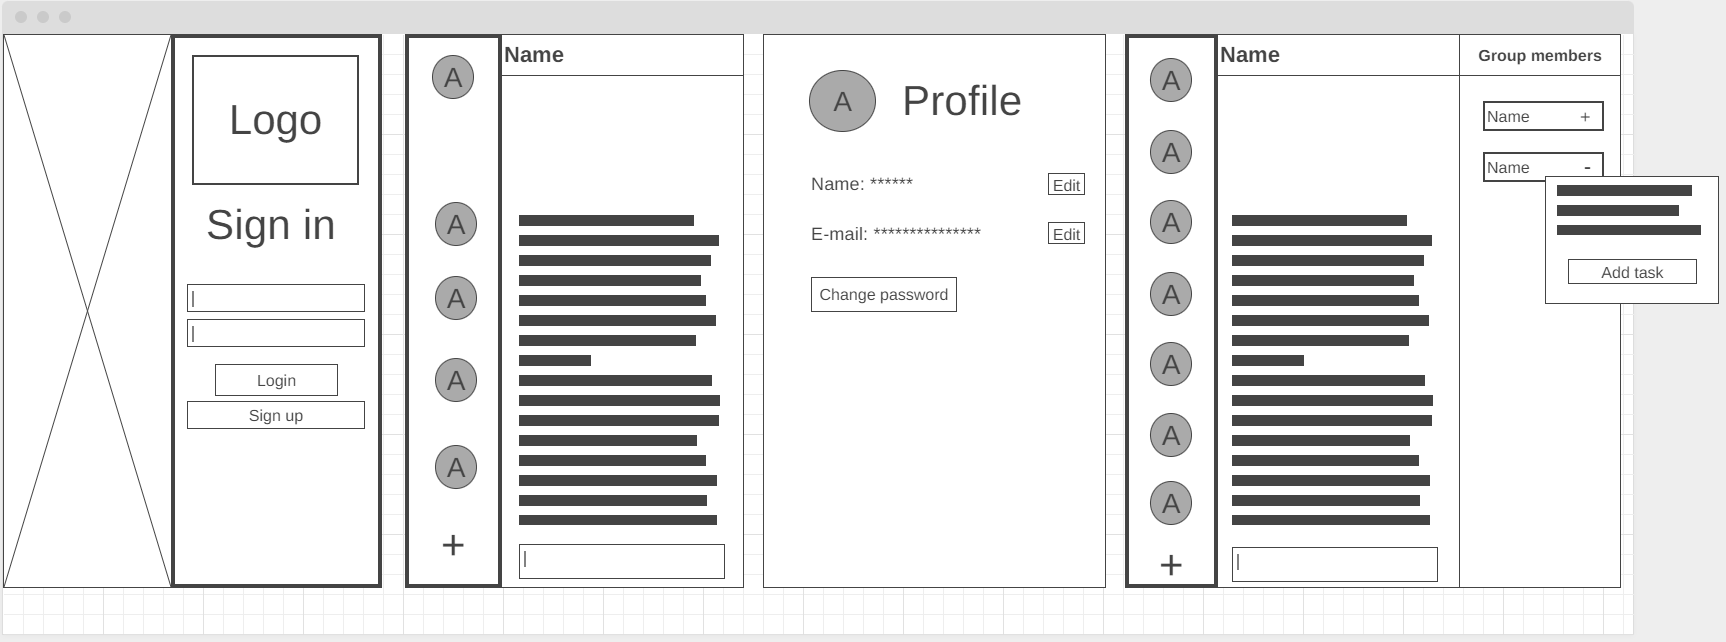 Logo
Sign in
Login
Sign up
A
A
A
A
A
+
Name
A
Profile
Name: ******
Edit
E-mail: ***************
Edit
Change password
A
A
A
A
A
A
A
+
Name
Group members
Name +
Name -
Add task